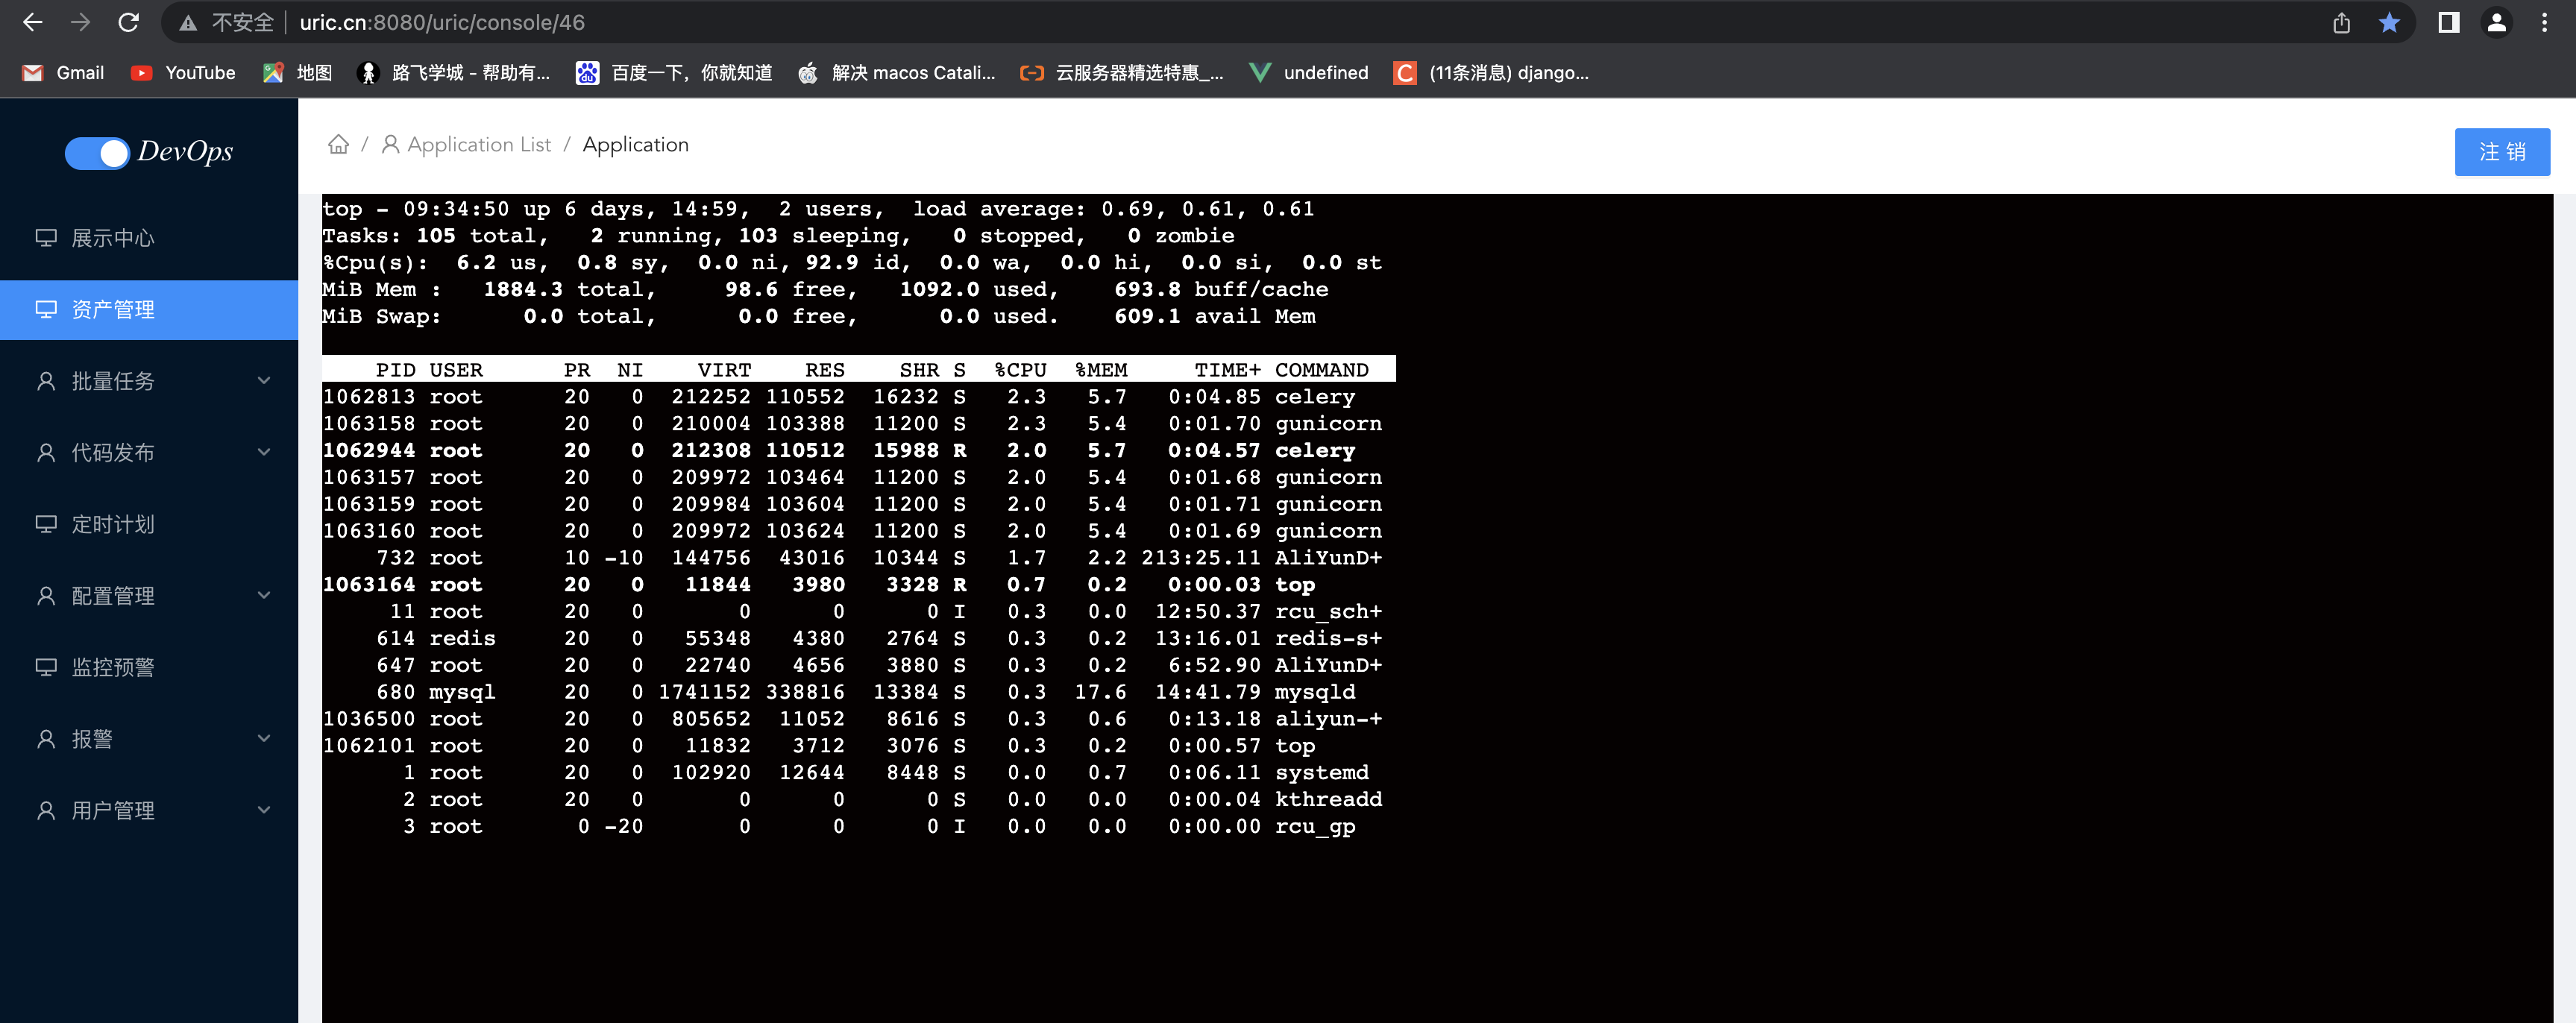 不安全 uric.cn:8080/uric/console/46
Gmail YouTube 地图 路飞学城 - 帮助有... 百度一下，你就知道 解决 macos Catali... 云服务器精选特惠_... undefined (11条消息) django...
DevOps
展示中心
资产管理
批量任务
代码发布
定时计划
配置管理
监控预警
报警
用户管理
/ Application List / Application
注 销
top - 09:34:50 up 6 days, 14:59,  2 users,  load average: 0.69, 0.61, 0.61
Tasks: 105 total,   2 running, 103 sleeping,   0 stopped,   0 zombie
%Cpu(s):  6.2 us,  0.8 sy,  0.0 ni, 92.9 id,  0.0 wa,  0.0 hi,  0.0 si,  0.0 st
MiB Mem :   1884.3 total,     98.6 free,   1092.0 used,    693.8 buff/cache
MiB Swap:      0.0 total,      0.0 free,      0.0 used.    609.1 avail Mem
PID USER      PR  NI    VIRT    RES    SHR S  %CPU  %MEM     TIME+ COMMAND
1062813 root      20   0  212252 110552  16232 S   2.3   5.7   0:04.85 celery
1063158 root      20   0  210004 103388  11200 S   2.3   5.4   0:01.70 gunicorn
1062944 root      20   0  212308 110512  15988 R   2.0   5.7   0:04.57 celery
1063157 root      20   0  209972 103464  11200 S   2.0   5.4   0:01.68 gunicorn
1063159 root      20   0  209984 103604  11200 S   2.0   5.4   0:01.71 gunicorn
1063160 root      20   0  209972 103624  11200 S   2.0   5.4   0:01.69 gunicorn
732 root      10 -10  144756  43016  10344 S   1.7   2.2 213:25.11 AliYunD+
1063164 root      20   0   11844   3980   3328 R   0.7   0.2   0:00.03 top
11 root      20   0       0      0      0 I   0.3   0.0  12:50.37 rcu_sch+
614 redis     20   0   55348   4380   2764 S   0.3   0.2  13:16.01 redis-s+
647 root      20   0   22740   4656   3880 S   0.3   0.2   6:52.90 AliYunD+
680 mysql     20   0 1741152 338816  13384 S   0.3  17.6  14:41.79 mysqld
1036500 root      20   0  805652  11052   8616 S   0.3   0.6   0:13.18 aliyun-+
1062101 root      20   0   11832   3712   3076 S   0.3   0.2   0:00.57 top
1 root      20   0  102920  12644   8448 S   0.0   0.7   0:06.11 systemd
2 root      20   0       0      0      0 S   0.0   0.0   0:00.04 kthreadd
3 root       0 -20       0      0      0 I   0.0   0.0   0:00.00 rcu_gp